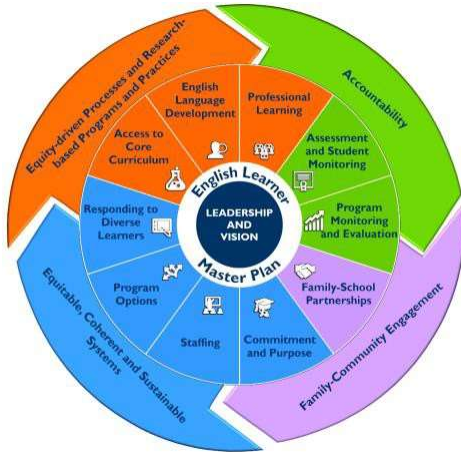 Equity-driven Processes and Research-
based Programs and Practices
Accountability
Family-Community Engagement
Equitable, Coherent and Sustainable
Systems
English
Language
Development
Professional
Learning
Assessment
and Student
Monitoring
Program
Monitoring
and Evaluation
Family-School
Partnerships
Commitment
and Purpose
Staffing
Program
Options
Responding to
Diverse
Learners
Access to
Core
Curriculum
English Learner
LEADERSHIP
AND
VISION
Master Plan